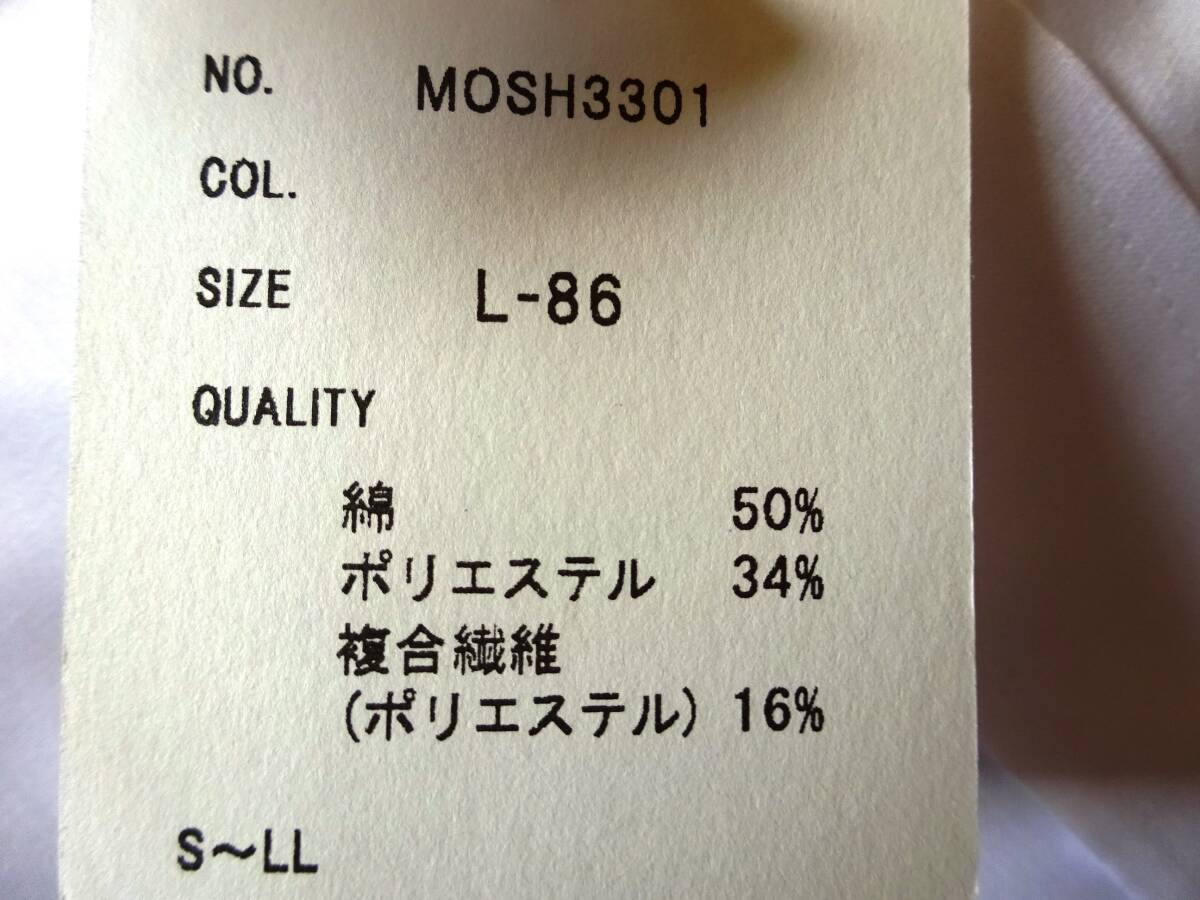 NO. MOSH3301
COL.
SIZE L-86
QUALITY
綿 50%
ポリエステル 34%
複合繊維
(ポリエステル) 16%
S～LL